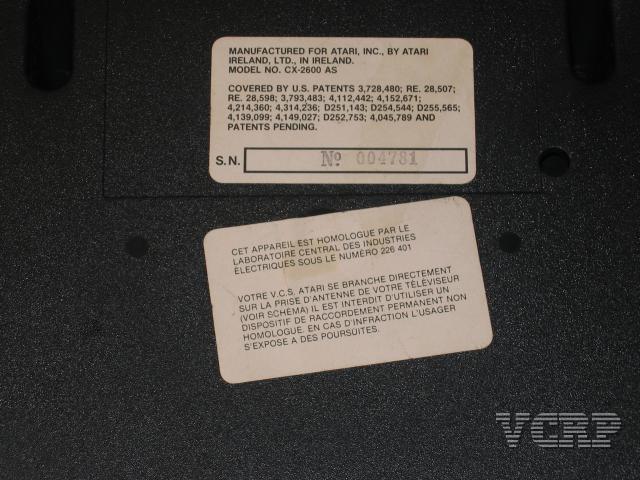 MANUFACTURED FOR ATARI, INC., BY ATARI
IRELAND, LTD., IN IRELAND.
MODEL NO. CX-2600 AS
COVERED BY U.S. PATENTS 3,728,480; RE. 28,507;
RE. 28,598; 3,793,483; 4,112,442; 4,152,671;
4,214,360; 4,314,236; D251,143; D254,544; D255,565;
4,139,099; 4,149,027; D252,753; 4,045,789 AND
PATENTS PENDING.
S.N. Nº 004781
CET APPAREIL EST HOMOLOGUE PAR LE
LABORATOIRE CENTRAL DES INDUSTRIES
ÉLECTRIQUES SOUS LE NUMÉRO 226 401
VOTRE V.C.S. ATARI SE BRANCHE DIRECTEMENT
SUR LA PRISE D'ANTENNE DE VOTRE TÉLÉVISEUR
(VOIR SCHÉMA) IL EST INTERDIT D'UTILISER UN
DISPOSITIF DE RACCORDEMENT PERMANENT NON
HOMOLOGUE. EN CAS D'INFRACTION L'USAGER
S'EXPOSE A DES POURSUITES.
VCRP